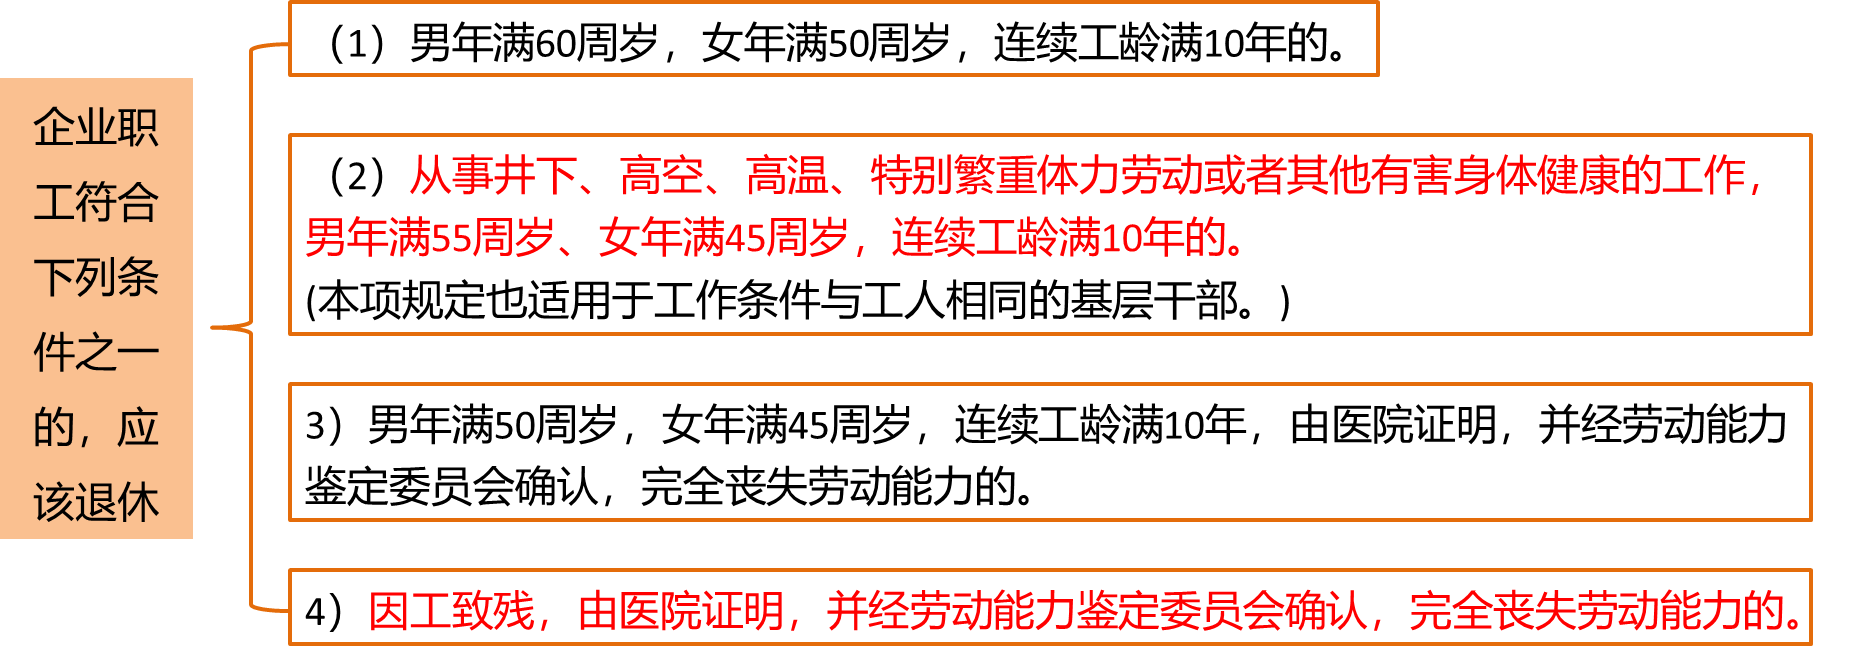 企业职
工符合
下列条
件之一
的，应
该退休
（1）男年满60周岁，女年满50周岁，连续工龄满10年的。
（2）从事井下、高空、高温、特别繁重体力劳动或者其他有害身体健康的工作，
男年满55周岁、女年满45周岁，连续工龄满10年的。
(本项规定也适用于工作条件与工人相同的基层干部。)
3）男年满50周岁，女年满45周岁，连续工龄满10年，由医院证明，并经劳动能力
鉴定委员会确认，完全丧失劳动能力的。
4）因工致残，由医院证明，并经劳动能力鉴定委员会确认，完全丧失劳动能力的。